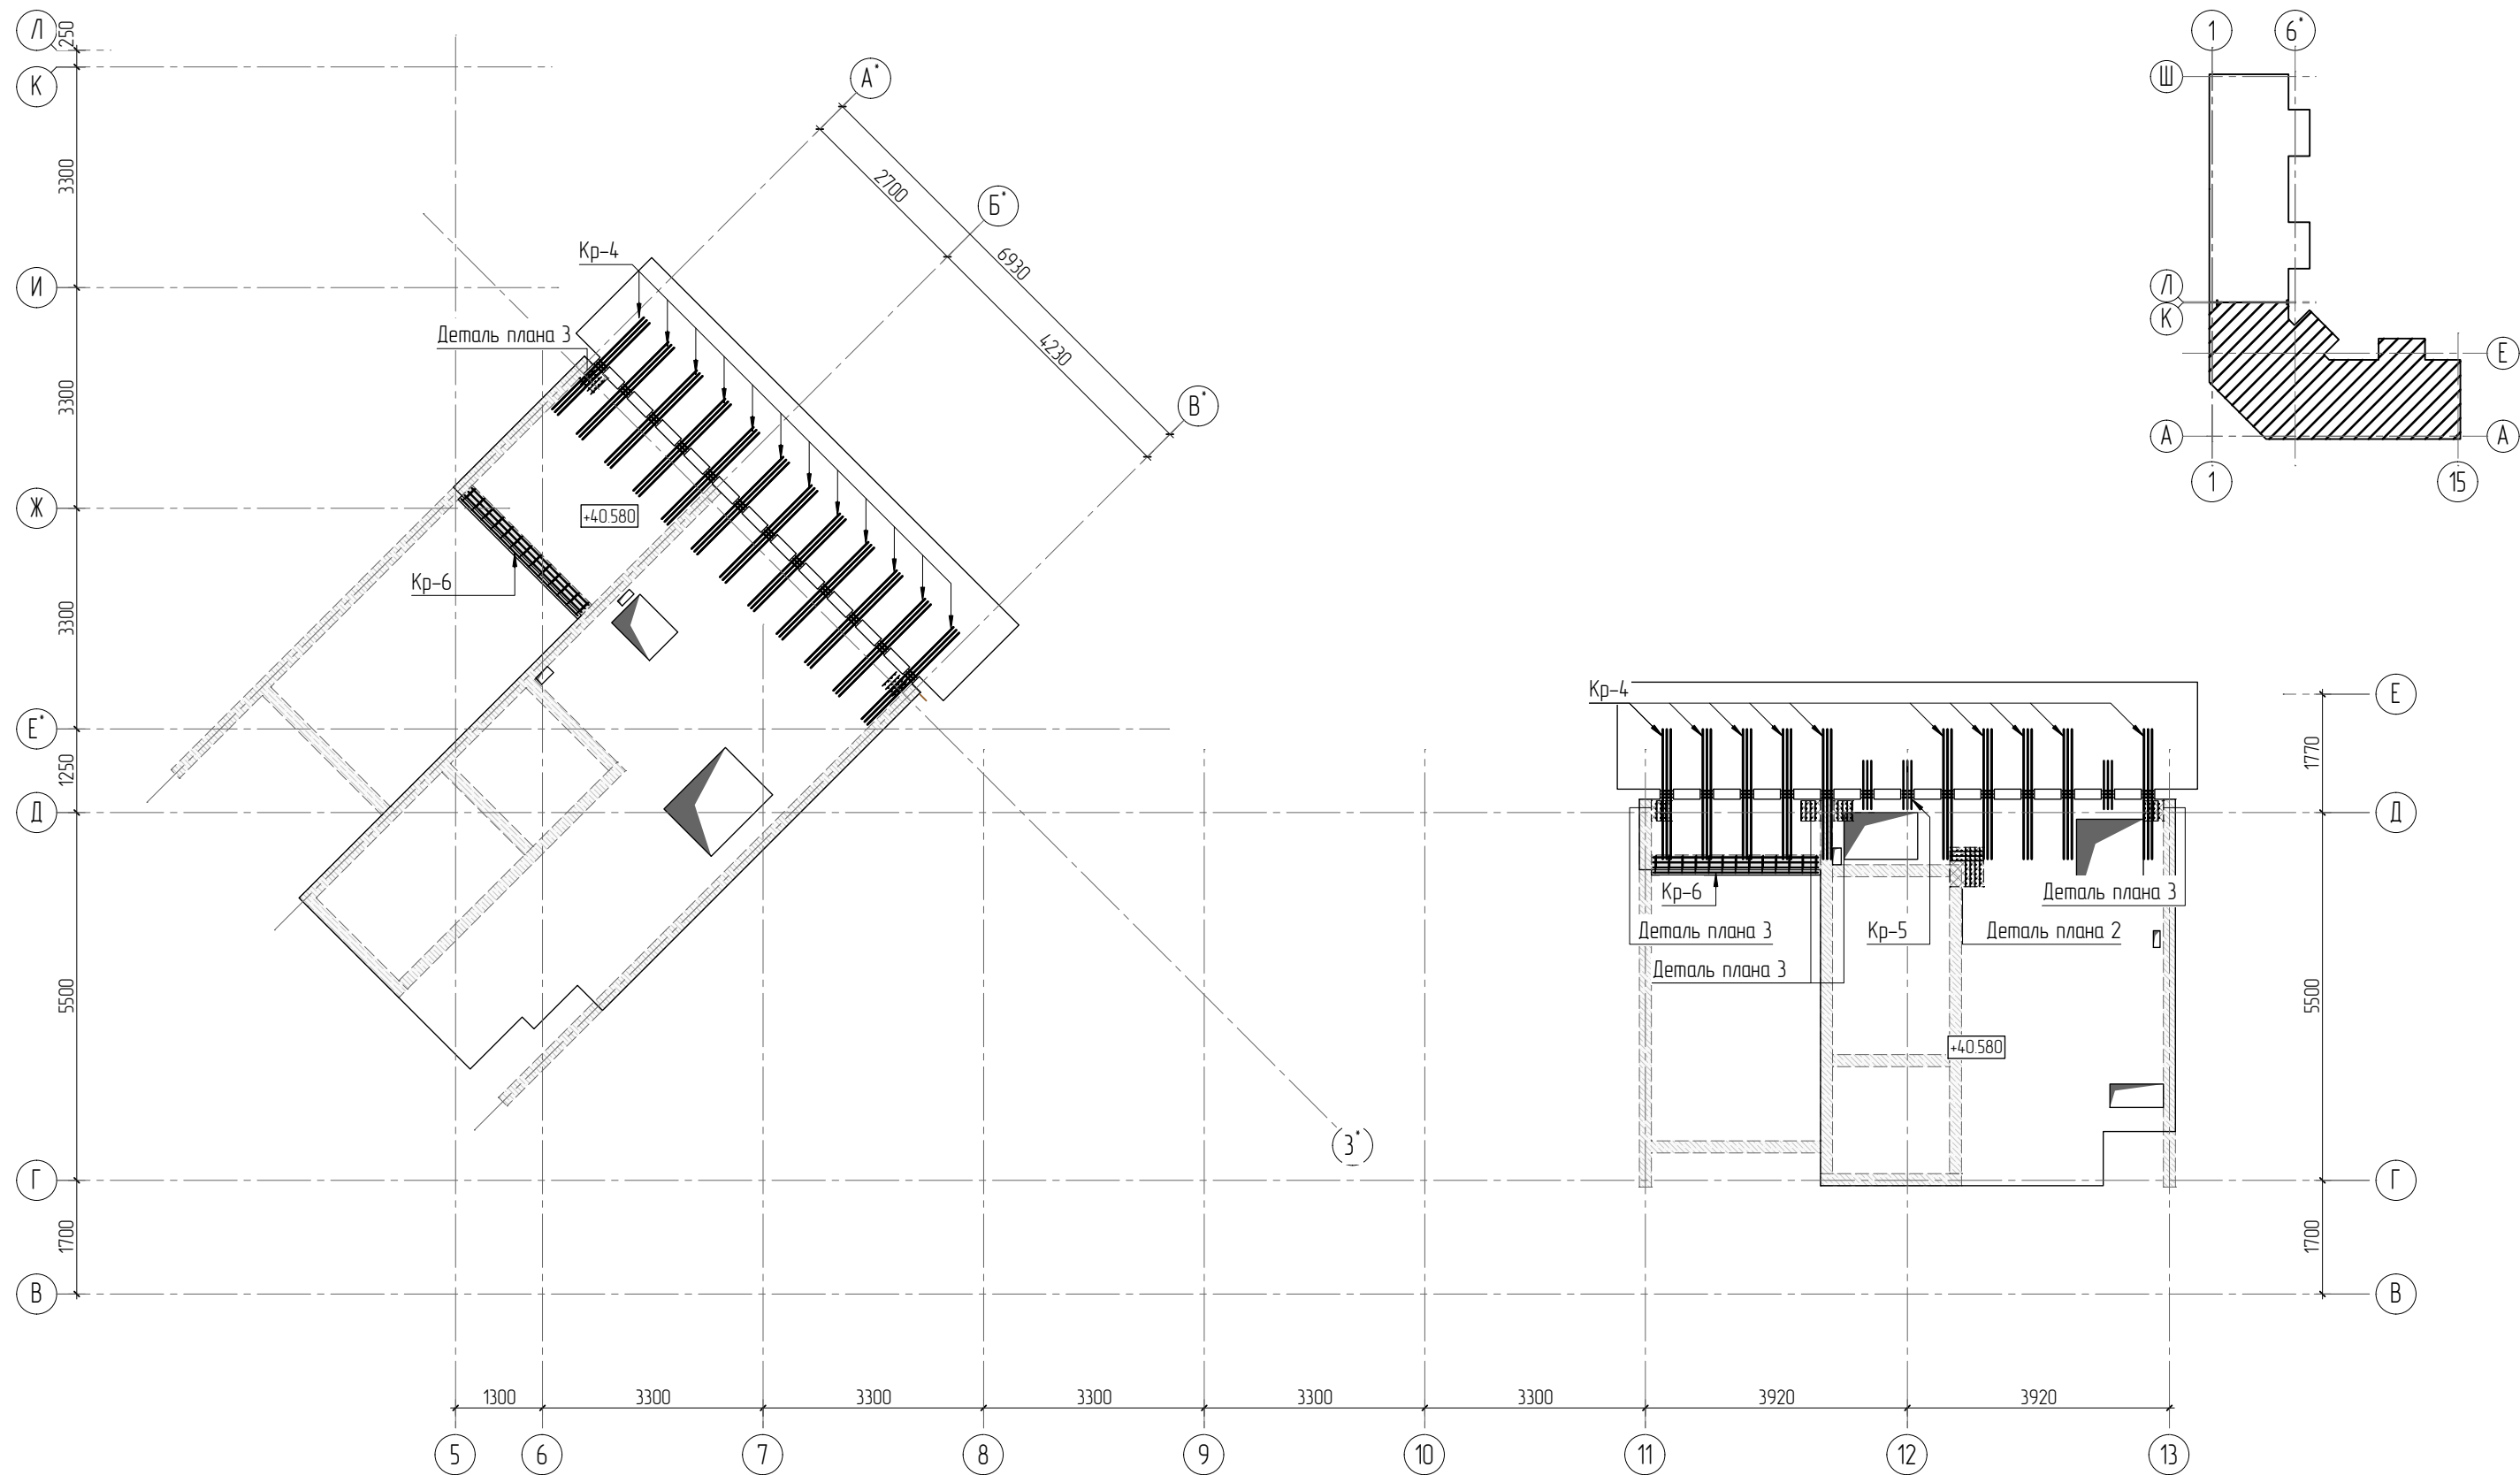 Л
250
К
3300
И
3300
Ж
3300
Е*
1250
Д
5500
Г
1700
В
А*
2700
Б*
6930
4230
В*
Кр-4
Деталь плана 3
+40.580
Кр-6
З*
1
6*
Ш
Л
К
Е
А
А
1
15
Кр-4
Е
1770
Д
5500
Г
1700
В
Кр-6
Деталь плана 3
Деталь плана 3
Кр-5
Деталь плана 2
Деталь плана 3
+40.580
1300
3300
3300
3300
3300
3300
3920
3920
5
6
7
8
9
10
11
12
13